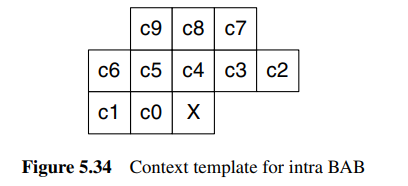 c9 c8 c7
c6 c5 c4 c3 c2
c1 c0 X
Figure 5.34 Context template for intra BAB